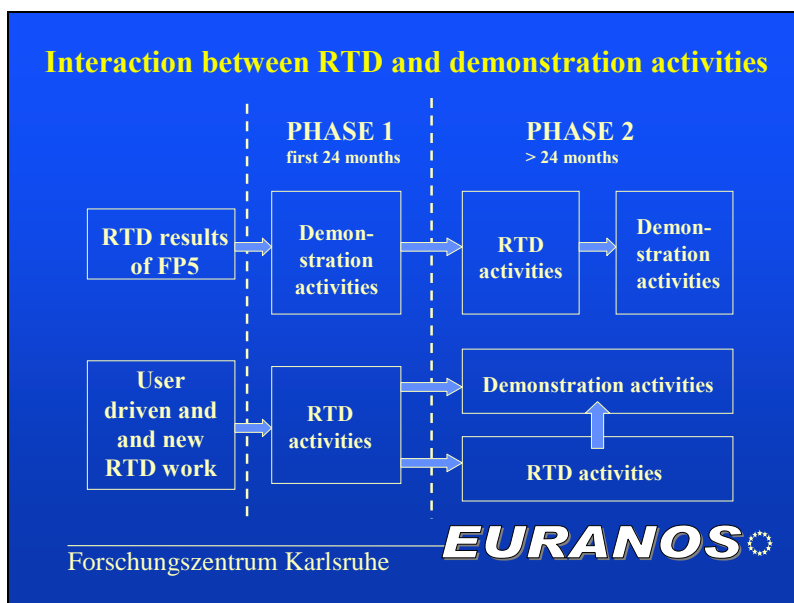 Interaction between RTD and demonstration activities
PHASE 1
first 24 months
PHASE 2
> 24 months
RTD results
of FP5
Demon-
stration
activities
RTD
activities
Demon-
stration
activities
User
driven and
and new
RTD work
RTD
activities
Demonstration activities
RTD activities
Forschungszentrum Karlsruhe
EURANOS